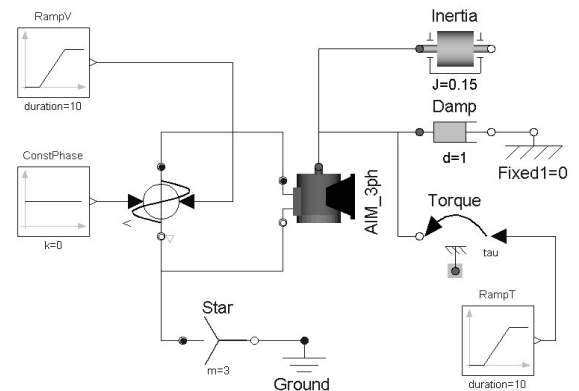 RampV
duration=10
ConstPhase
k=0
<
Star
m=3
Ground
AIM_3ph
Inertia
J=0.15
Damp
d=1
Fixed1=0
Torque
tau
RampT
duration=10